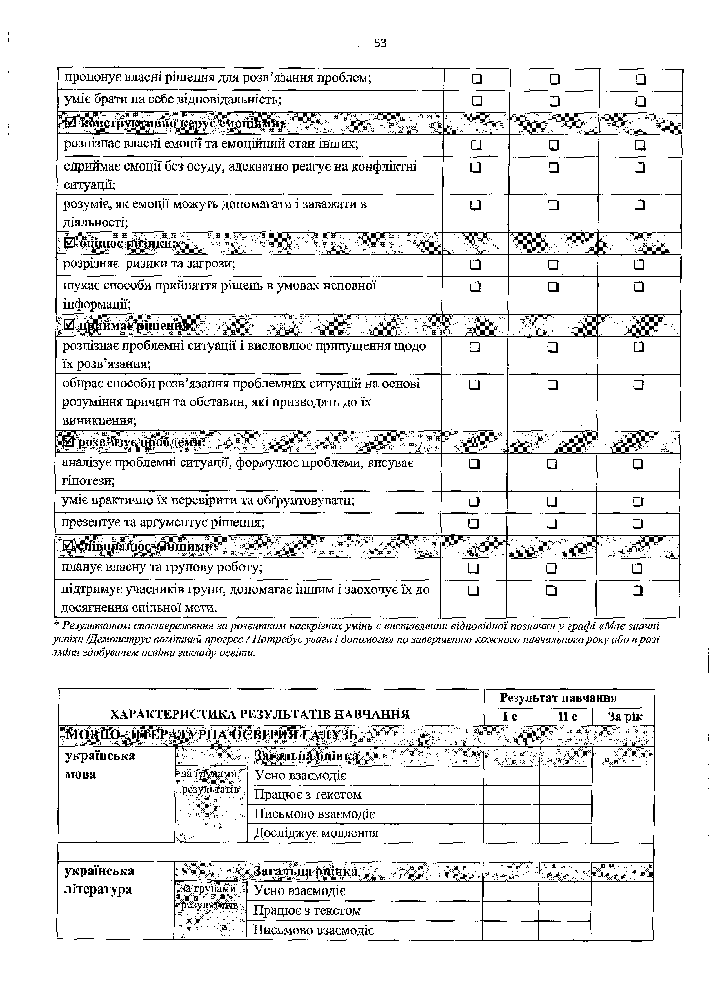 53
пропонує власні рішення для розв’язання проблем; ❑ ❑ ❑
уміє брати на себе відповідальність; ❑ ❑ ❑
☑ конструктивно керує емоціями:
розпізнає власні емоції та емоційний стан інших; ❑ ❑ ❑
сприймає емоції без осуду, адекватно реагує на конфліктні ❑ ❑ ❑
ситуації;
розуміє, як емоції можуть допомагати і заважати в ❑ ❑ ❑
діяльності;
☑ оцінює ризики:
розрізняє ризики та загрози; ❑ ❑ ❑
шукає способи прийняття рішень в умовах неповної ❑ ❑ ❑
інформації;
☑ приймає рішення:
розпізнає проблемні ситуації і висловлює припущення щодо ❑ ❑ ❑
їх розв’язання;
обирає способи розв’язання проблемних ситуацій на основі ❑ ❑ ❑
розуміння причин та обставин, які призводять до їх
виникнення;
☑ розв’язує проблеми:
аналізує проблемні ситуації, формулює проблеми, висуває ❑ ❑ ❑
гіпотези;
уміє практично їх перевірити та обґрунтовувати; ❑ ❑ ❑
презентує та аргументує рішення; ❑ ❑ ❑
☑ співпрацює з іншими:
планує власну та групову роботу; ❑ ❑ ❑
підтримує учасників групи, допомагає іншим і заохочує їх до ❑ ❑ ❑
досягнення спільної мети.
* Результатом спостереження за розвитком наскрізних умінь є виставлення відповідної позначки у графі «Має значні
успіхи /Демонструє помітний прогрес / Потребує уваги і допомоги» по завершенню кожного навчального року або в разі
зміни здобувачем освіти закладу освіти.
Результат навчання
ХАРАКТЕРИСТИКА РЕЗУЛЬТАТІВ НАВЧАННЯ І с ІІ с За рік
МОВНО-ЛІТЕРАТУРНА ОСВІТНЯ ГАЛУЗЬ
українська Загальна оцінка
мова за групами Усно взаємодіє
результатів Працює з текстом
Письмово взаємодіє
Досліджує мовлення
українська Загальна оцінка
література за групами Усно взаємодіє
результатів Працює з текстом
Письмово взаємодіє